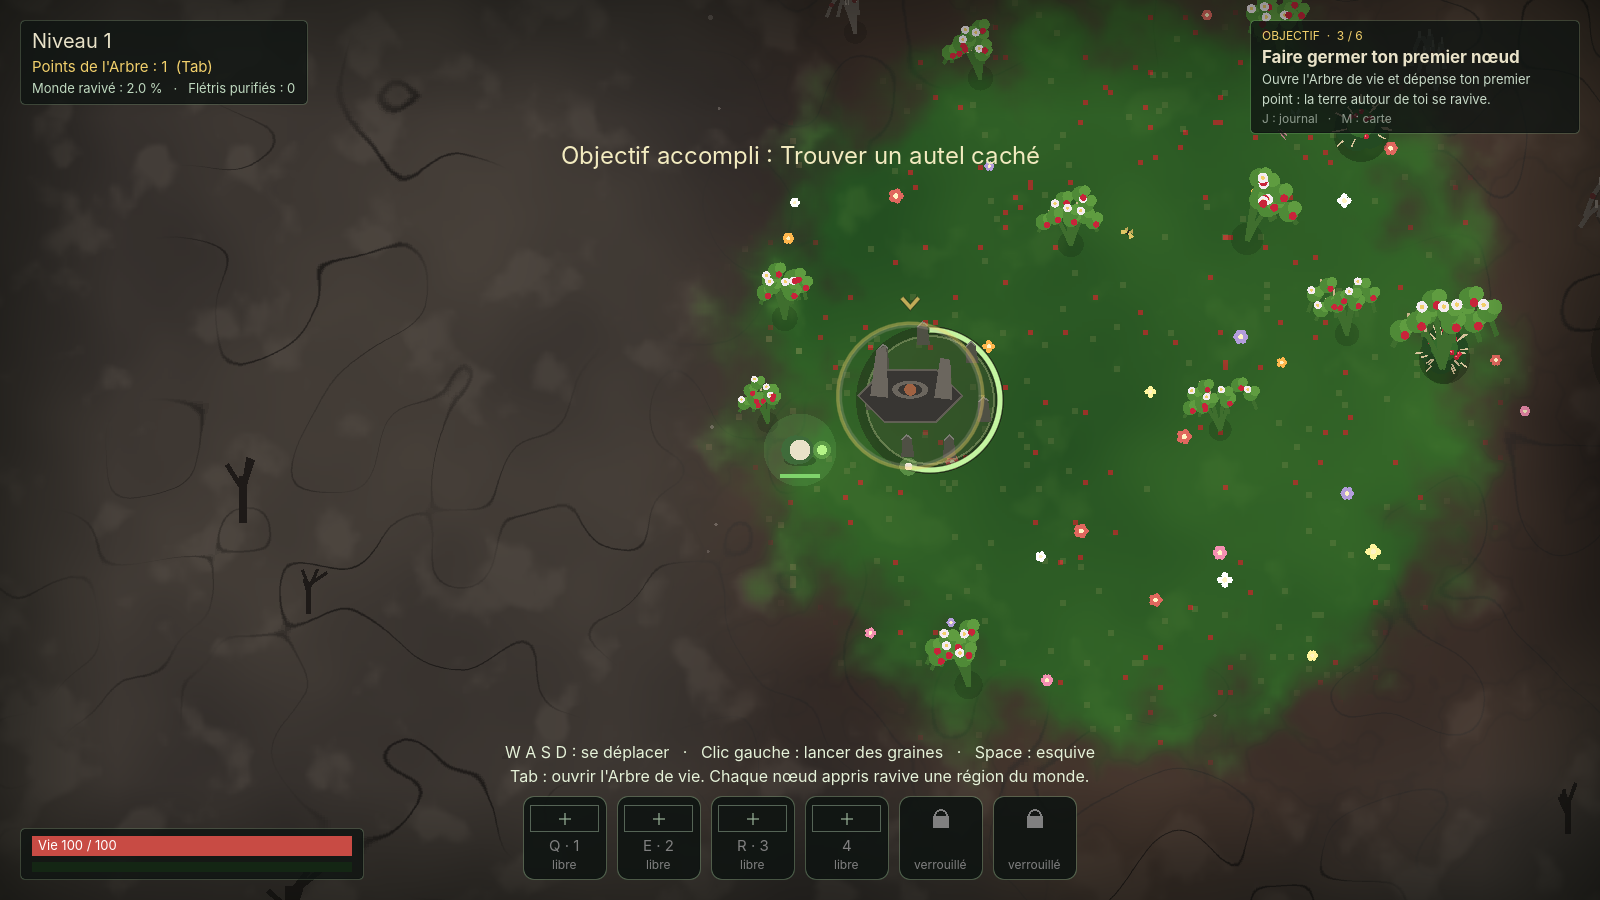 Niveau 1
Points de l'Arbre : 1 (Tab)
Monde ravivé : 2.0 % · Flétris purifiés : 0
OBJECTIF · 3 / 6
Faire germer ton premier nœud
Ouvre l'Arbre de vie et dépense ton premier
point : la terre autour de toi se ravive.
J : journal · M : carte
Objectif accompli : Trouver un autel caché
W A S D : se déplacer · Clic gauche : lancer des graines · Space : esquive
Tab : ouvrir l'Arbre de vie. Chaque nœud appris ravive une région du monde.
Q · 1
libre
E · 2
libre
R · 3
libre
4
libre
verrouillé
verrouillé
Vie 100 / 100